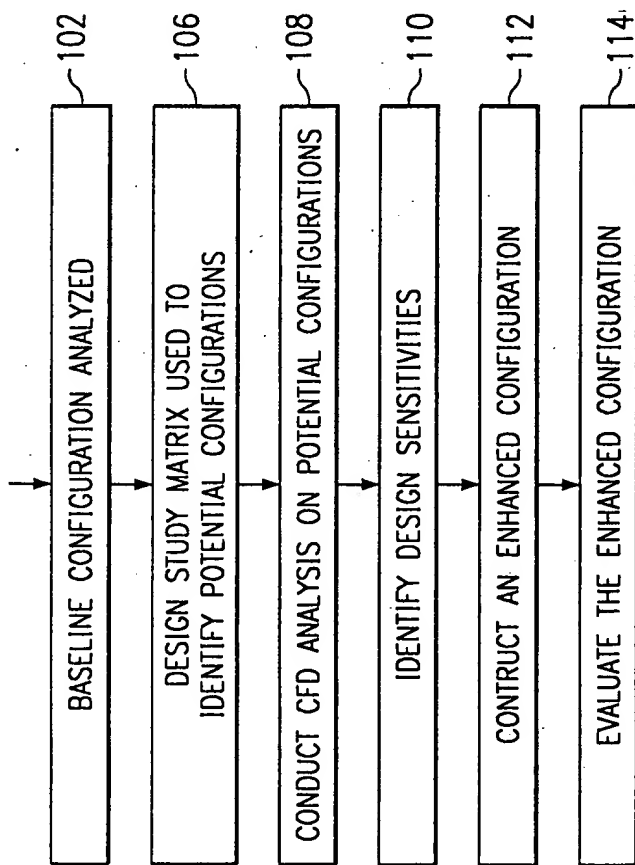 BASELINE CONFIGURATION ANALYZED
102
DESIGN STUDY MATRIX USED TO
IDENTIFY POTENTIAL CONFIGURATIONS
106
CONDUCT CFD ANALYSIS ON POTENTIAL CONFIGURATIONS
108
IDENTIFY DESIGN SENSITIVITIES
110
CONTRUCT AN ENHANCED CONFIGURATION
112
EVALUATE THE ENHANCED CONFIGURATION
114